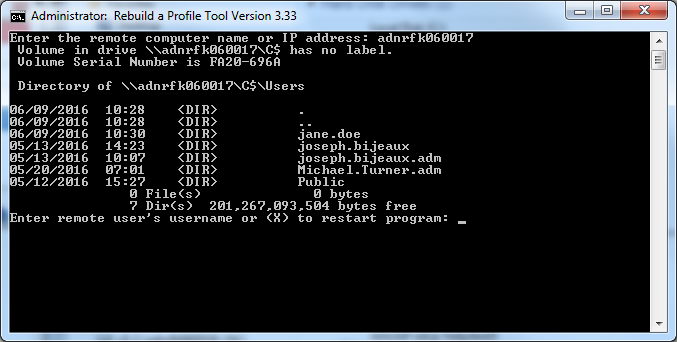 Administrator:  Rebuild a Profile Tool Version 3.33
Enter the remote computer name or IP address: adnrfk060017
 Volume in drive \\adnrfk060017\C$ has no label.
 Volume Serial Number is FA20-696A
 Directory of \\adnrfk060017\C$\Users
06/09/2016  10:28    <DIR>          .
06/09/2016  10:28    <DIR>          ..
06/09/2016  10:30    <DIR>          jane.doe
05/13/2016  14:23    <DIR>          joseph.bijeaux
05/13/2016  10:07    <DIR>          joseph.bijeaux.adm
05/20/2016  07:01    <DIR>          Michael.Turner.adm
05/12/2016  15:27    <DIR>          Public
               0 File(s)              0 bytes
               7 Dir(s)  201,267,093,504 bytes free
Enter remote user's username or (X) to restart program: _